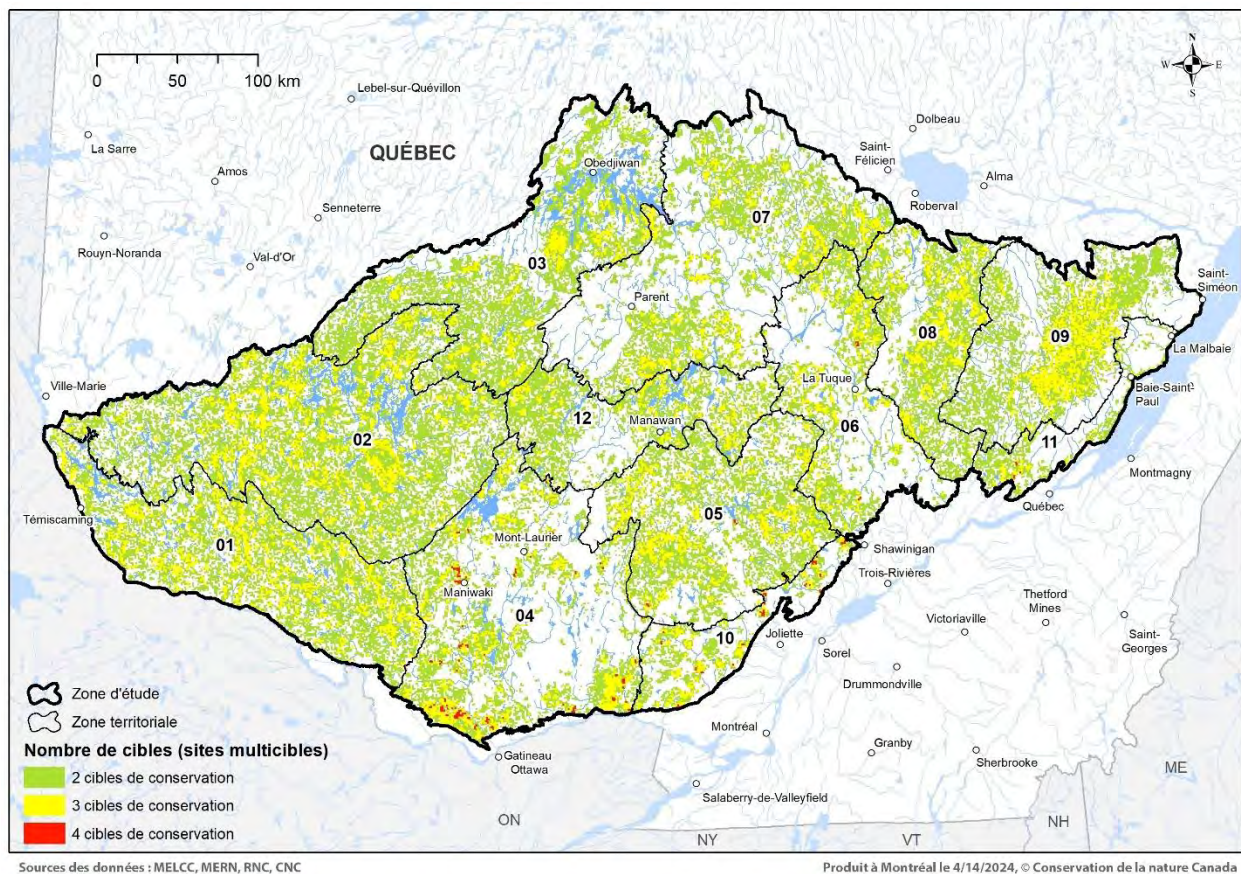 0 50 100 km
N
W E
S
Lebel-sur-Quévillon
Dolbeau
La Sarre
QUÉBEC
Saint-
Félicien
Obedjiwan
Alma
Amos
Roberval
Senneterre
07
Rouyn-Noranda
Val-d'Or
03
Saint-
Siméon
Parent
08
09
La Malbaie
Ville-Marie
La Tuque
Baie-Saint-
Paul
12
Manawan
02
06
11
Montmagny
Québec
Témiscaming
05
01
Mont-Laurier
Shawinigan
Trois-Rivières
Maniwaki
Thetford
Mines
04
Victoriaville
10
Joliette
Sorel
Saint-
Georges
Drummondville
Zone d'étude
Zone territoriale
Montréal
Nombre de cibles (sites multicibles)
Granby
Sherbrooke
Gatineau
Ottawa
ME
2 cibles de conservation
3 cibles de conservation
Salaberry-de-Valleyfield
4 cibles de conservation
ON
NY
VT
NH
Sources des données : MELCC, MERN, RNC, CNC
Produit à Montréal le 4/14/2024, © Conservation de la nature Canada